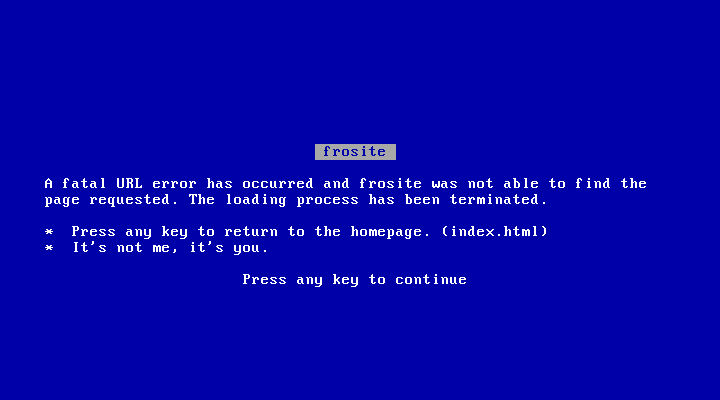 frosite
A fatal URL error has occurred and frosite was not able to find the
page requested. The loading process has been terminated.
*  Press any key to return to the homepage. (index.html)
*  It's not me, it's you.
Press any key to continue